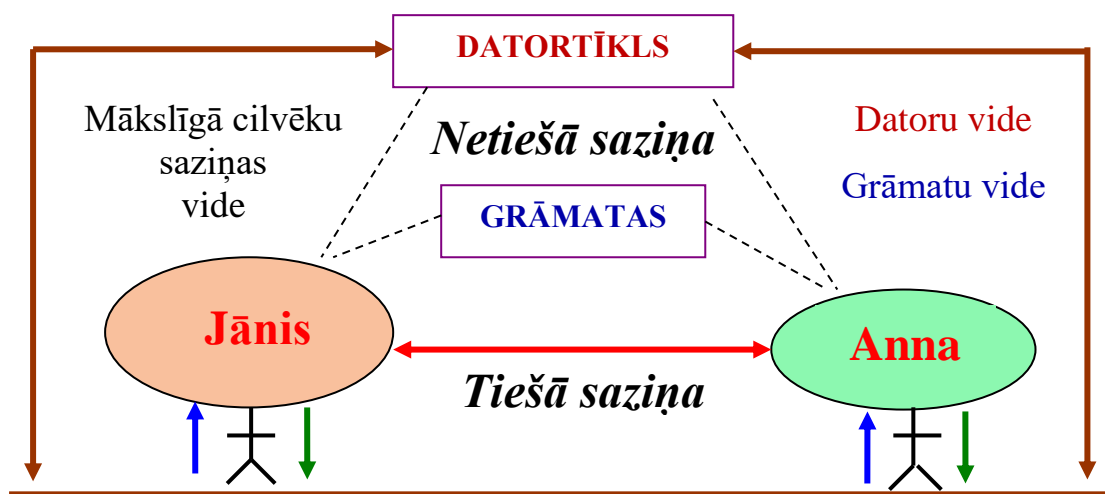 DATORTĪKLS
Mākslīgā cilvēku
saziņas
vide
Netiešā saziņa
Datoru vide
Grāmatu vide
GRĀMATAS
Jānis
Anna
Tiešā saziņa